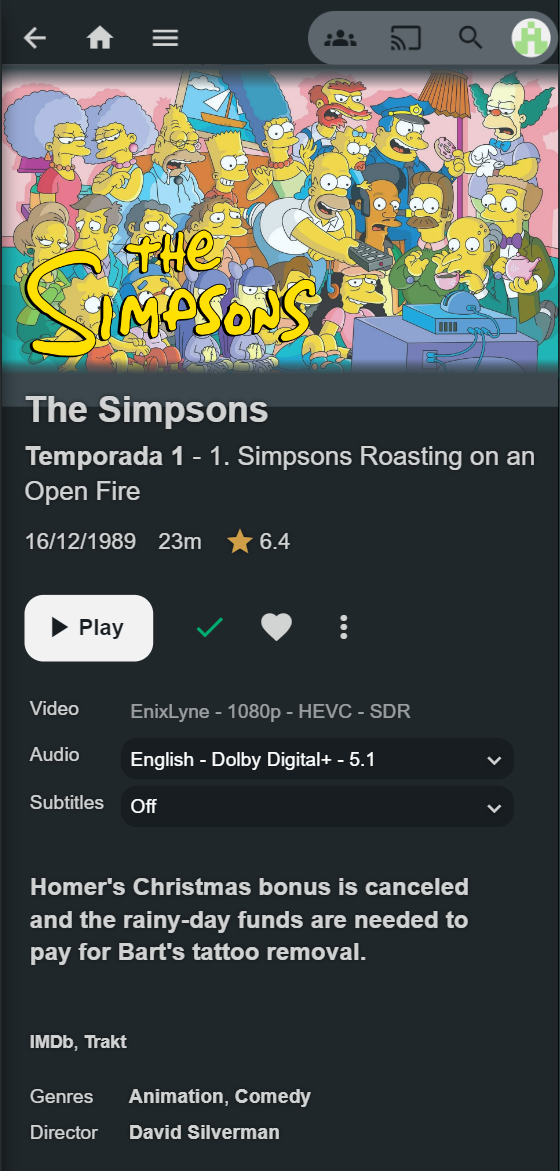 THE
SIMPSONS
The Simpsons
Temporada 1 - 1. Simpsons Roasting on an
Open Fire
16/12/1989 23m 6.4
Play
Video EnixLyne - 1080p - HEVC - SDR
Audio English - Dolby Digital+ - 5.1
Subtitles Off
Homer's Christmas bonus is canceled
and the rainy-day funds are needed to
pay for Bart's tattoo removal.
IMDb, Trakt
Genres Animation, Comedy
Director David Silverman